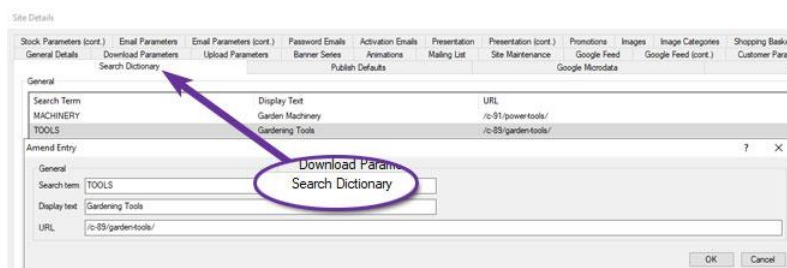 Site Details
Stock Parameters (cont.) Email Parameters Email Parameters (cont.) Password Emails Activation Emails Presentation Presentation (cont.) Promotions Images Image Categories Shopping Bask
General Details Download Parameters Upload Parameters Banner Series Animations Mailing List Site Maintenance Google Feed Google Feed (cont.) Customer Para
Search Dictionary Publish Defaults Google Microdata
General
Search Term Display Text URL
MACHINERY Garden Machinery /c-91/power-tools/
TOOLS Gardening Tools /c-89/garden-tools/
Amend Entry ? X
General
Download Parame
Search Dictionary
Search term TOOLS
Display text Gardening Tools
URL /c-89/garden-tools/
OK Cancel